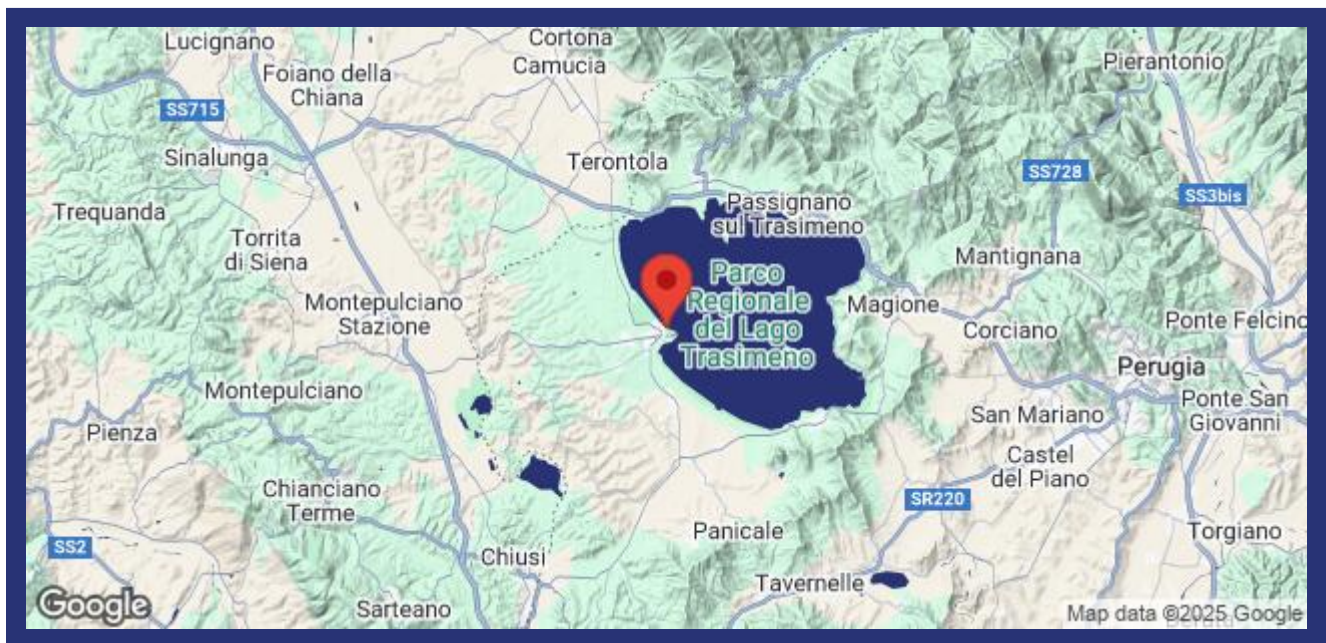 Lucignano
Cortona
Camucia
Pierantonio
Foiano della
Chiana
SS715
Sinalunga
Terontola
SS728
SS3bis
Trequanda
Passignano
sul Trasimeno
Torrita
di Siena
Mantignana
Parco
Regionale
del Lago
Trasimeno
Montepulciano
Stazione
Magione
Corciano
Ponte Felcino
Perugia
Montepulciano
Ponte San
Giovanni
San Mariano
Pienza
Castel
del Piano
Chianciano
Terme
SR220
Panicale
Torgiano
SS2
Chiusi
Tavernelle
Sarteano
Google
Map data ©2025 Google